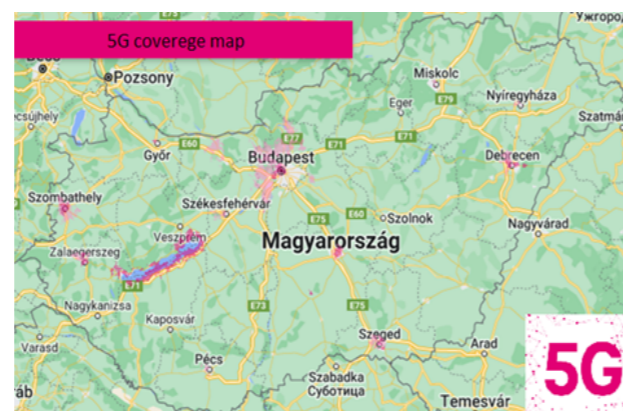 5G coverege map
Ужгород
Pozsony
Miskolc
Nyíregyháza
Eger
E79
Szatmá
Győr
E60
E77
E71
E71
Budapest
Debrecen
Szombathely
Székesfehérvár
E75
E60
Szolnok
Nagyvárad
Veszprém
Zalaegerszeg
Magyarország
E71
Nagykanizsa
Kaposvár
E73
E75
Varasd
Szeged
Arad
Pécs
Szabadka
Суботица
5G
Temesvár